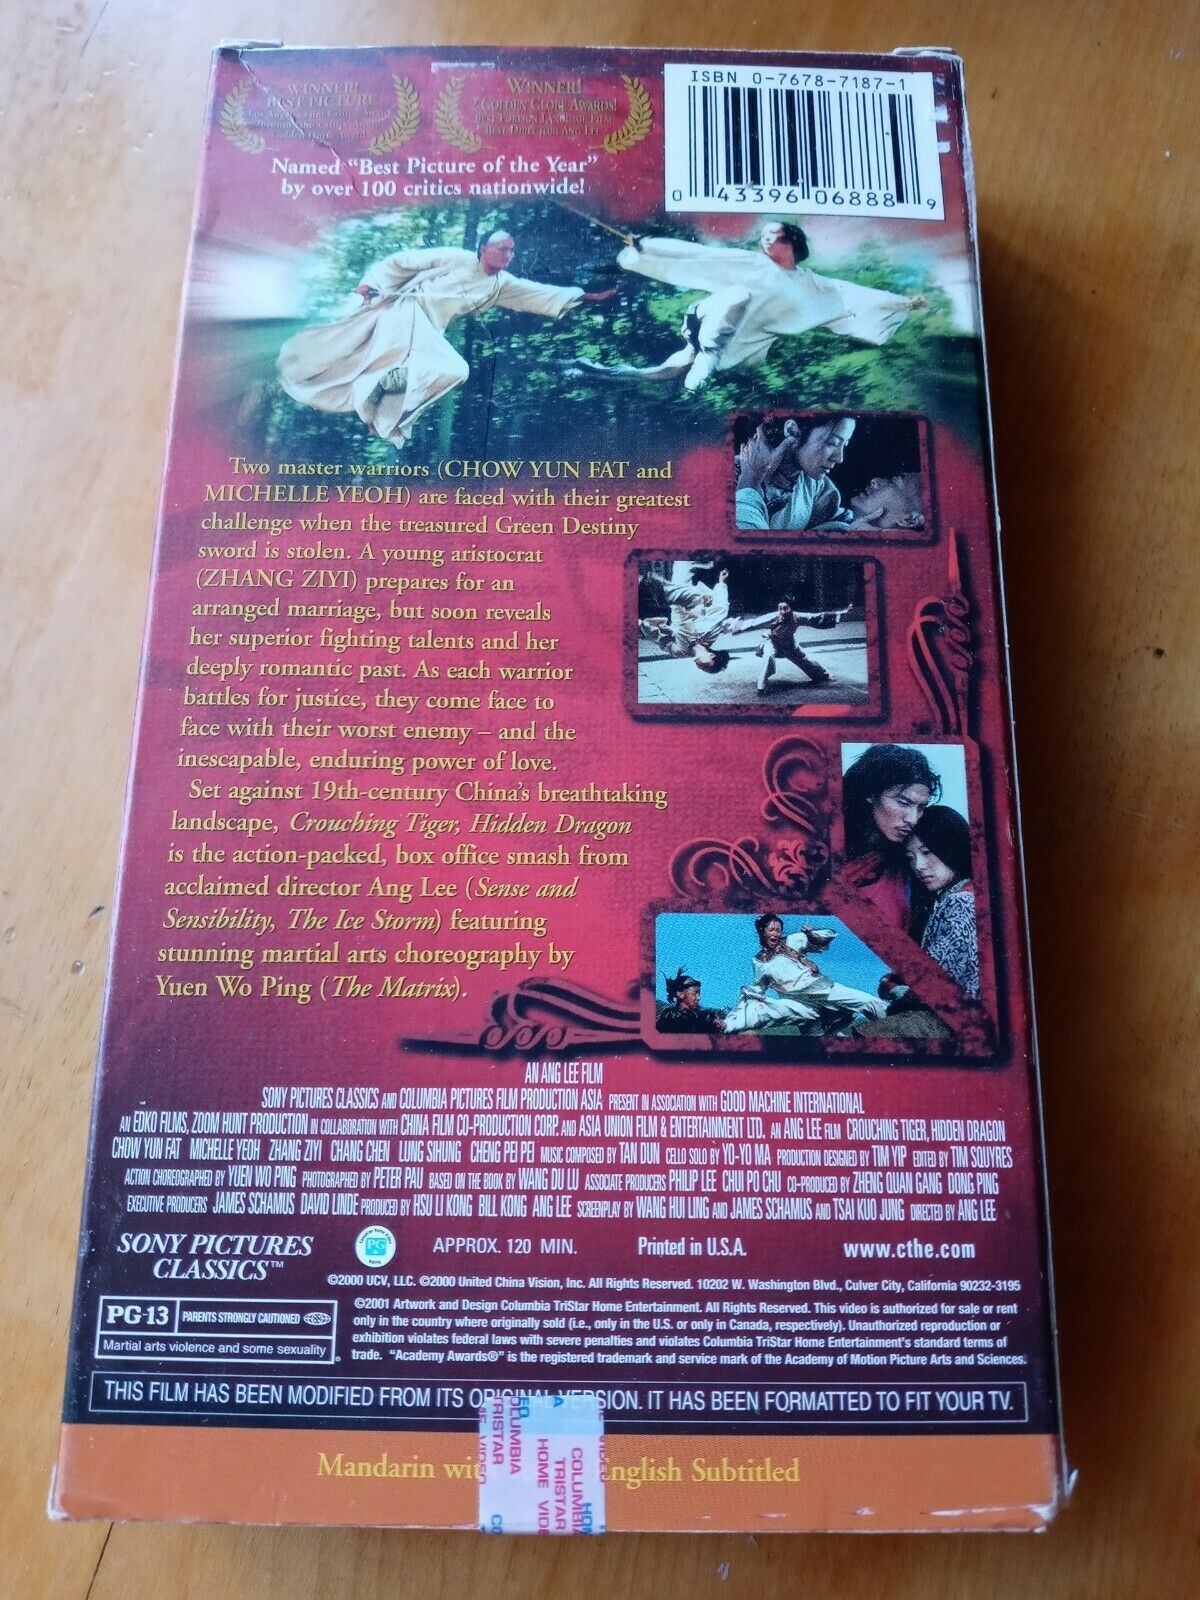 WINNER!
BEST PICTURE
Los Angeles Film Critics Award
WINNER!
2 GOLDEN GLOBE AWARDS!
BEST FOREIGN LANGUAGE FILM
BEST DIRECTOR: ANG LEE
ISBN 0-7678-7187-1
0 43396 06888 9
Named "Best Picture of the Year"
by over 100 critics nationwide!
Two master warriors (CHOW YUN FAT and
MICHELLE YEOH) are faced with their greatest
challenge when the treasured Green Destiny
sword is stolen. A young aristocrat
(ZHANG ZIYI) prepares for an
arranged marriage, but soon reveals
her superior fighting talents and her
deeply romantic past. As each warrior
battles for justice, they come face to
face with their worst enemy – and the
inescapable, enduring power of love.
Set against 19th-century China's breathtaking
landscape, Crouching Tiger, Hidden Dragon
is the action-packed, box office smash from
acclaimed director Ang Lee (Sense and
Sensibility, The Ice Storm) featuring
stunning martial arts choreography by
Yuen Wo Ping (The Matrix).
AN ANG LEE FILM
SONY PICTURES CLASSICS AND COLUMBIA PICTURES FILM PRODUCTION ASIA PRESENT IN ASSOCIATION WITH GOOD MACHINE INTERNATIONAL
AN EDKO FILMS, ZOOM HUNT PRODUCTION IN COLLABORATION WITH CHINA FILM CO-PRODUCTION CORP. AND ASIA UNION FILM & ENTERTAINMENT LTD. AN ANG LEE FILM CROUCHING TIGER, HIDDEN DRAGON
CHOW YUN FAT MICHELLE YEOH ZHANG ZIYI CHANG CHEN LUNG SIHUNG CHENG PEI PEI MUSIC COMPOSED BY TAN DUN CELLO SOLO BY YO-YO MA PRODUCTION DESIGNED BY TIM YIP EDITED BY TIM SQUYRES
ACTION CHOREOGRAPHED BY YUEN WO PING PHOTOGRAPHED BY PETER PAU BASED ON THE BOOK BY WANG DU LU ASSOCIATE PRODUCERS PHILIP LEE CHUI PO CHU CO-PRODUCED BY ZHENG QUAN GANG DONG PING
EXECUTIVE PRODUCERS JAMES SCHAMUS DAVID LINDE PRODUCED BY HSU LI KONG BILL KONG ANG LEE SCREENPLAY BY WANG HUI LING AND JAMES SCHAMUS AND TSAI KUO JUNG DIRECTED BY ANG LEE
SONY PICTURES
CLASSICS™
PG
APPROX. 120 MIN.
Printed in U.S.A.
www.cthe.com
©2000 UCV, LLC. ©2000 United China Vision, Inc. All Rights Reserved. 10202 W. Washington Blvd., Culver City, California 90232-3195
PG-13 PARENTS STRONGLY CAUTIONED
Martial arts violence and some sexuality
©2001 Artwork and Design Columbia TriStar Home Entertainment. All Rights Reserved. This video is authorized for sale or rent
only in the country where originally sold (i.e., only in the U.S. or only in Canada, respectively). Unauthorized reproduction or
exhibition violates federal laws with severe penalties and violates Columbia TriStar Home Entertainment's standard terms of
trade. "Academy Awards®" is the registered trademark and service mark of the Academy of Motion Picture Arts and Sciences.
THIS FILM HAS BEEN MODIFIED FROM ITS ORIGINAL VERSION. IT HAS BEEN FORMATTED TO FIT YOUR TV.
Mandarin English Subtitled
COLUMBIA
TRISTAR
HOME VIDEO